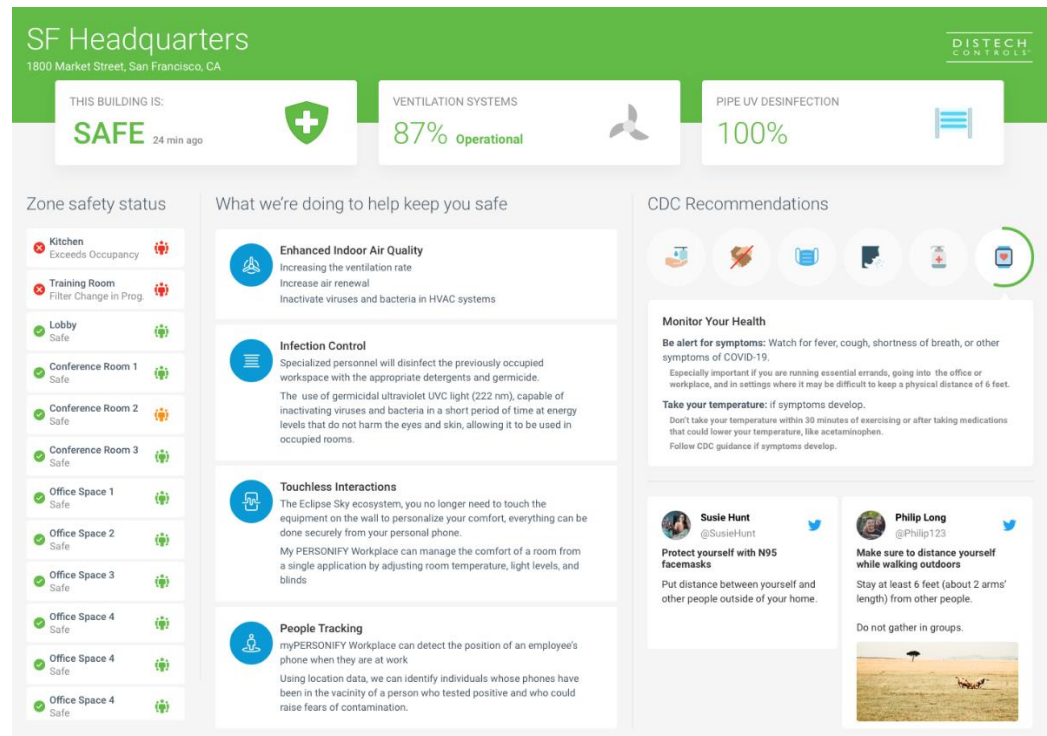 SF Headquarters
1800 Market Street, San Francisco, CA
DISTECH
CONTROLS
THIS BUILDING IS:
SAFE 24 min ago
VENTILATION SYSTEMS
87% Operational
PIPE UV DESINFECTION
100%
Zone safety status
Kitchen
Exceeds Occupancy
Training Room
Filter Change in Prog.
Lobby
Safe
Conference Room 1
Safe
Conference Room 2
Safe
Conference Room 3
Safe
Office Space 1
Safe
Office Space 2
Safe
Office Space 3
Safe
Office Space 4
Safe
Office Space 4
Safe
Office Space 4
Safe
What we're doing to help keep you safe
Enhanced Indoor Air Quality
Increasing the ventilation rate
Increase air renewal
Inactivate viruses and bacteria in HVAC systems
Infection Control
Specialized personnel will disinfect the previously occupied
workspace with the appropriate detergents and germicide.
The use of germicidal ultraviolet UVC light (222 nm), capable of
inactivating viruses and bacteria in a short period of time at energy
levels that do not harm the eyes and skin, allowing it to be used in
occupied rooms.
Touchless Interactions
The Eclipse Sky ecosystem, you no longer need to touch the
equipment on the wall to personalize your comfort, everything can be
done securely from your personal phone.
My PERSONIFY Workplace can manage the comfort of a room from
a single application by adjusting room temperature, light levels, and
blinds
People Tracking
myPERSONIFY Workplace can detect the position of an employee's
phone when they are at work
Using location data, we can identify individuals whose phones have
been in the vacinity of a person who tested positive and who could
raise fears of contamination.
CDC Recommendations
Monitor Your Health
Be alert for symptoms: Watch for fever, cough, shortness of breath, or other
symptoms of COVID-19.
Especially important if you are running essential errands, going into the office or
workplace, and in settings where it may be difficult to keep a physical distance of 6 feet.
Take your temperature: if symptoms develop.
Don't take your temperature within 30 minutes of exercising or after taking medications
that could lower your temperature, like acetaminophen.
Follow CDC guidance if symptoms develop.
Susie Hunt
@SusieHunt
Protect yourself with N95
facemasks
Put distance between yourself and
other people outside of your home.
Philip Long
@Philip123
Make sure to distance yourself
while walking outdoors
Stay at least 6 feet (about 2 arms'
length) from other people.
Do not gather in groups.